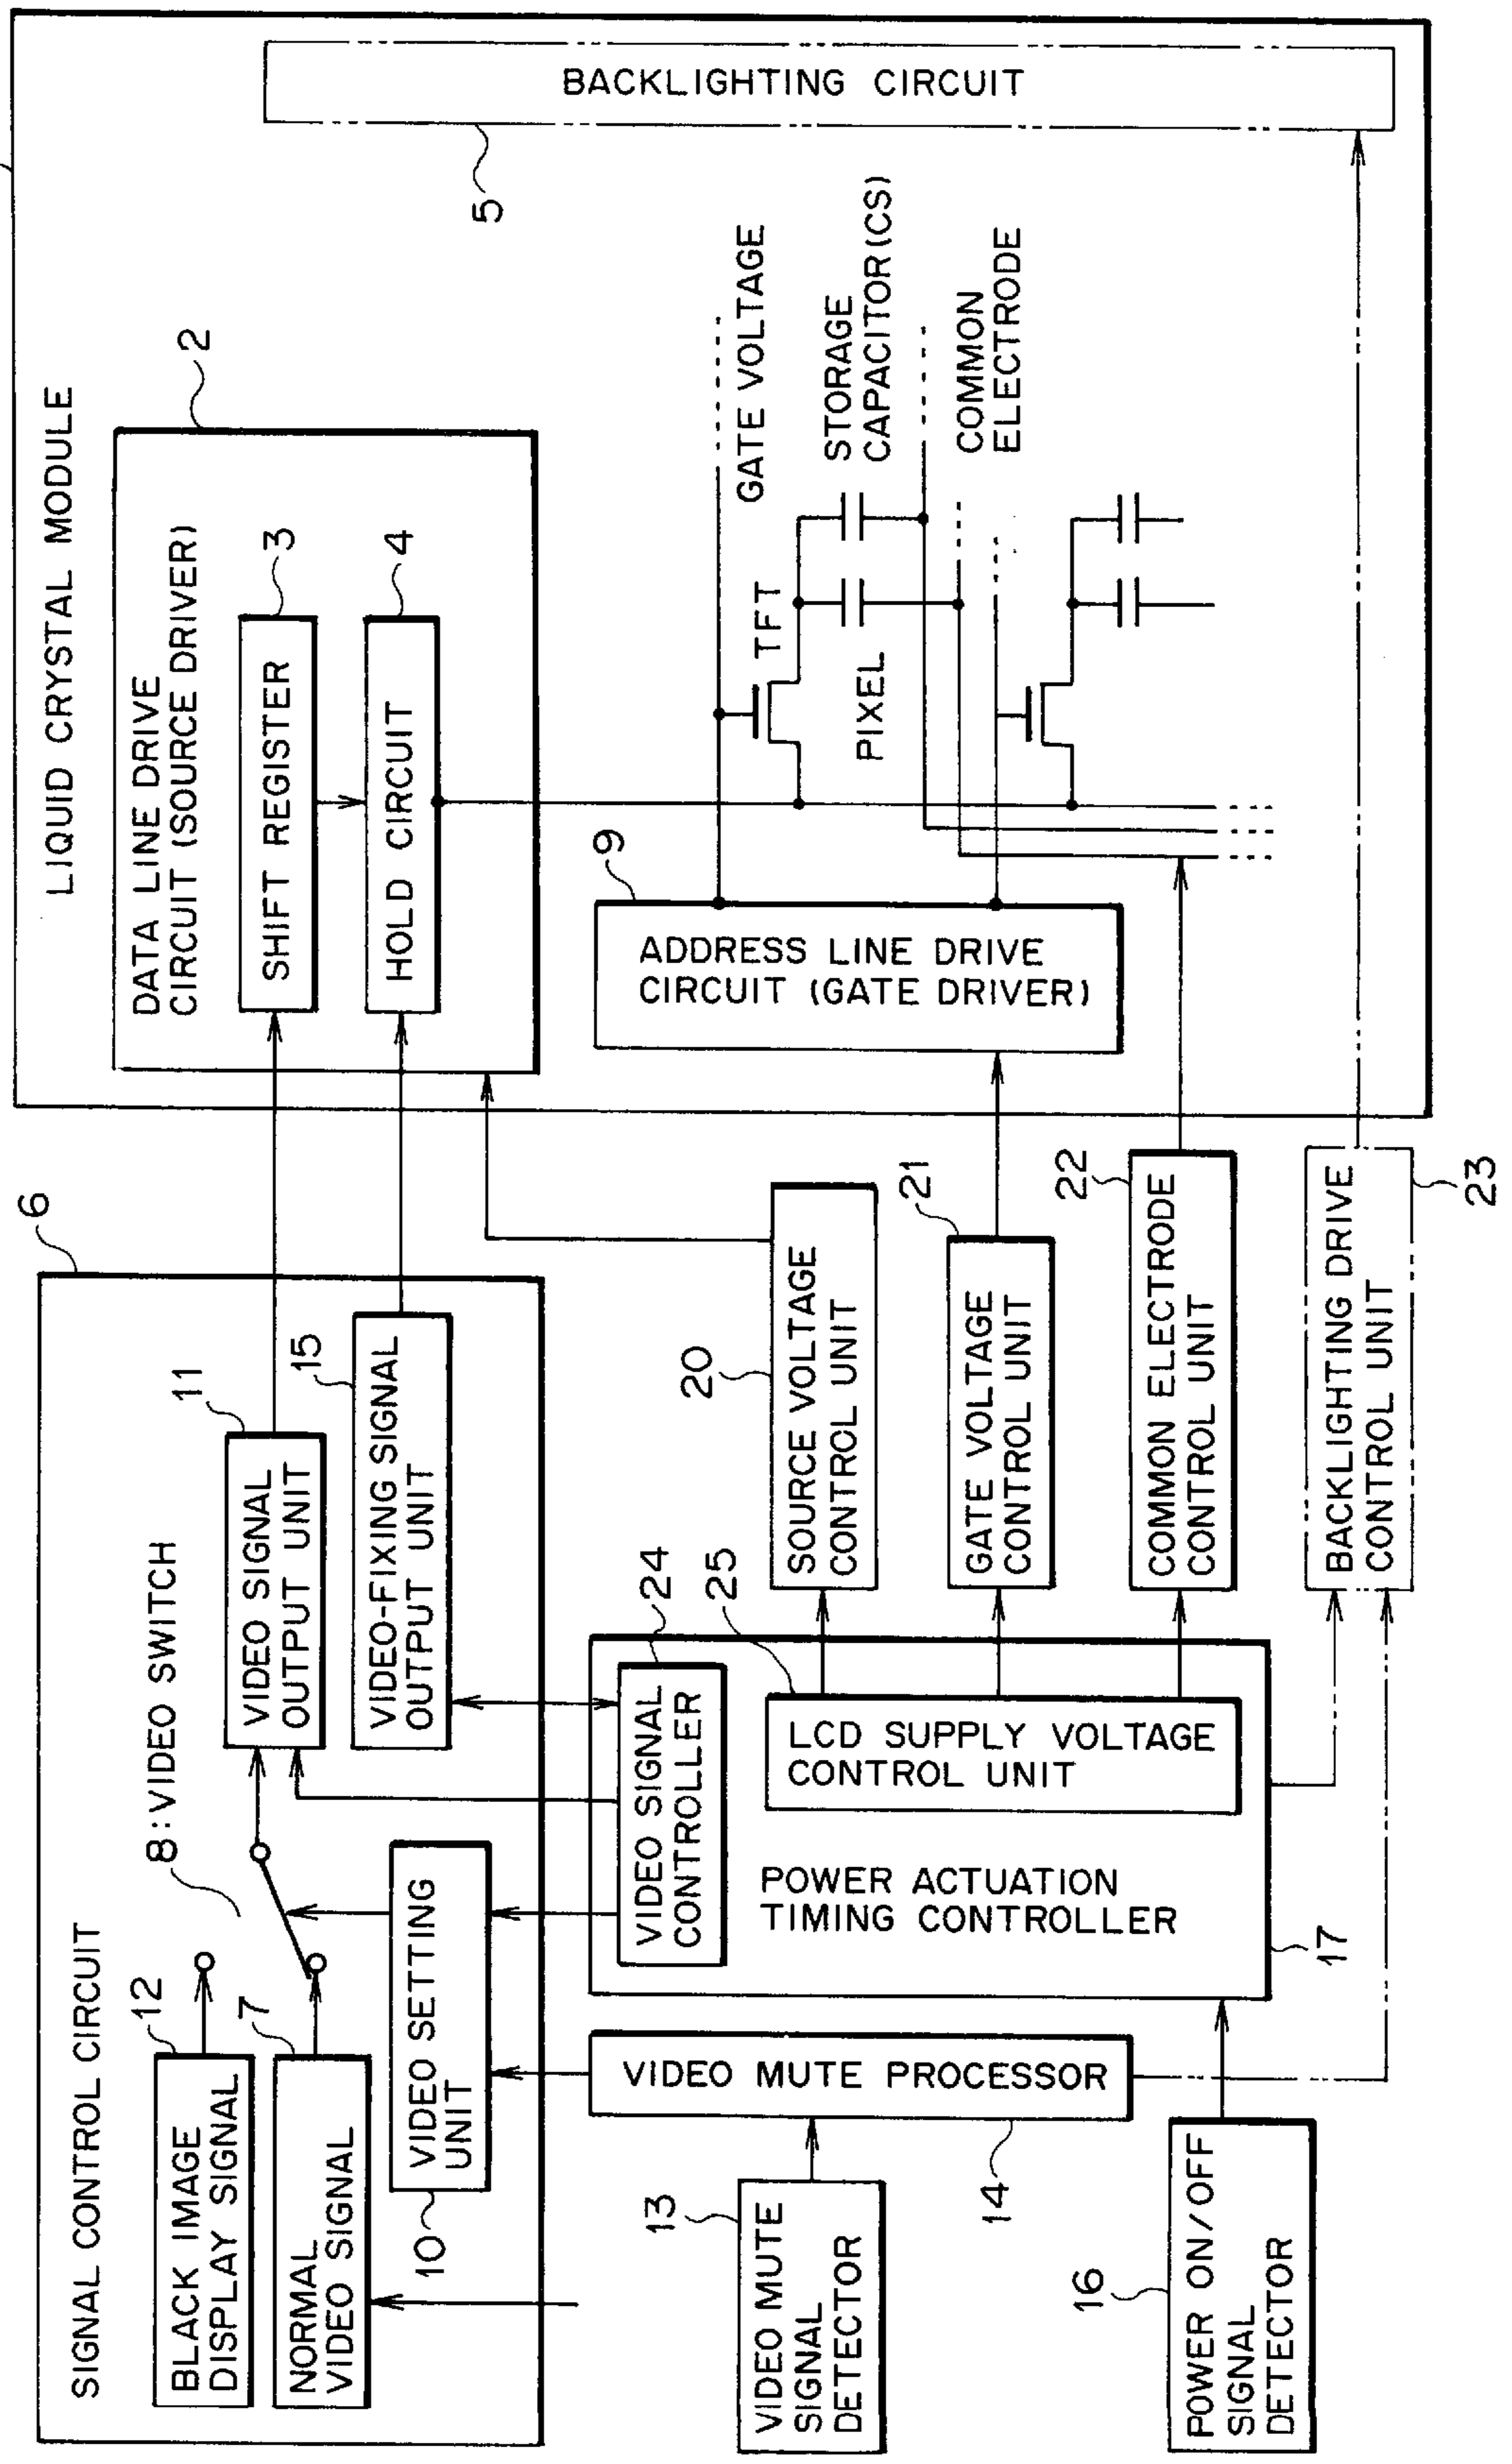 SIGNAL CONTROL CIRCUIT
6
BLACK IMAGE
DISPLAY SIGNAL
12
NORMAL
VIDEO SIGNAL
7
8: VIDEO SWITCH
VIDEO SIGNAL
OUTPUT UNIT
11
VIDEO-FIXING SIGNAL
OUTPUT UNIT
15
VIDEO SETTING
UNIT
10
LIQUID CRYSTAL MODULE
DATA LINE DRIVE
CIRCUIT (SOURCE DRIVER)
2
SHIFT REGISTER
3
HOLD CIRCUIT
4
ADDRESS LINE DRIVE
CIRCUIT (GATE DRIVER)
9
TFT
PIXEL
GATE VOLTAGE
STORAGE
CAPACITOR (CS)
COMMON
ELECTRODE
BACKLIGHTING CIRCUIT
5
VIDEO MUTE
SIGNAL
DETECTOR
13
VIDEO MUTE PROCESSOR
14
POWER ON/OFF
SIGNAL
DETECTOR
16
VIDEO SIGNAL
CONTROLLER
24
LCD SUPPLY VOLTAGE
CONTROL UNIT
25
POWER ACTUATION
TIMING CONTROLLER
17
SOURCE VOLTAGE
CONTROL UNIT
20
GATE VOLTAGE
CONTROL UNIT
21
COMMON ELECTRODE
CONTROL UNIT
22
BACKLIGHTING DRIVE
CONTROL UNIT
23